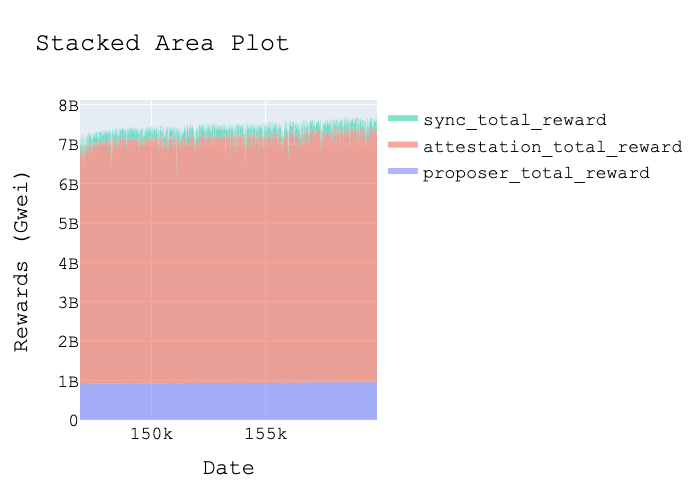 Stacked Area Plot
8B
7B
6B
5B
4B
3B
2B
1B
0
Rewards (Gwei)
150k
155k
Date
sync_total_reward
attestation_total_reward
proposer_total_reward